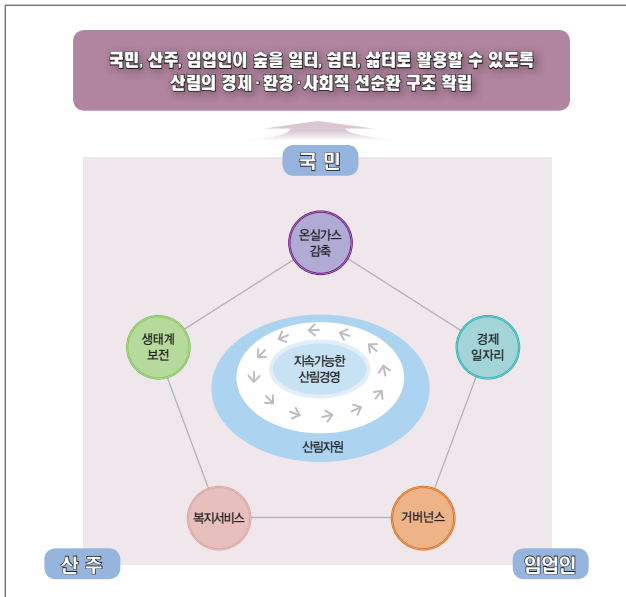 국민, 산주, 임업인이 숲을 일터, 쉼터, 삶터로 활용할 수 있도록
산림의 경제·환경·사회적 선순환 구조 확립
국 민
온실가스
감축
생태계
보전
경제
일자리
지속가능한
산림경영
산림자원
복지서비스
거버넌스
산 주
임업인